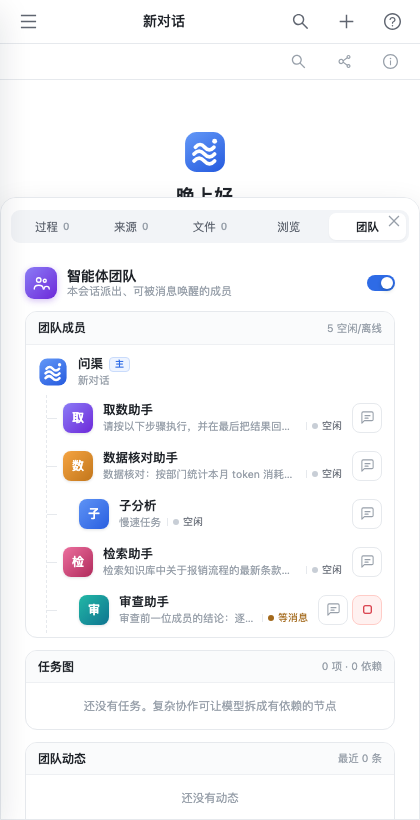 新对话
晚上好
过程 0
来源 0
文件 0
浏览
团队
智能体团队
本会话派出、可被消息唤醒的成员
团队成员
5 空闲/离线
问渠 主
新对话
取数助手
请按以下步骤执行，并在最后把结果回...
空闲
数据核对助手
数据核对：按部门统计本月 token 消耗...
空闲
子分析
慢速任务
空闲
检索助手
检索知识库中关于报销流程的最新条款...
空闲
审查助手
审查前一位成员的结论：逐...
等消息
取
数
子
检
审
任务图
0 项 · 0 依赖
还没有任务。复杂协作可让模型拆成有依赖的节点
团队动态
最近 0 条
还没有动态